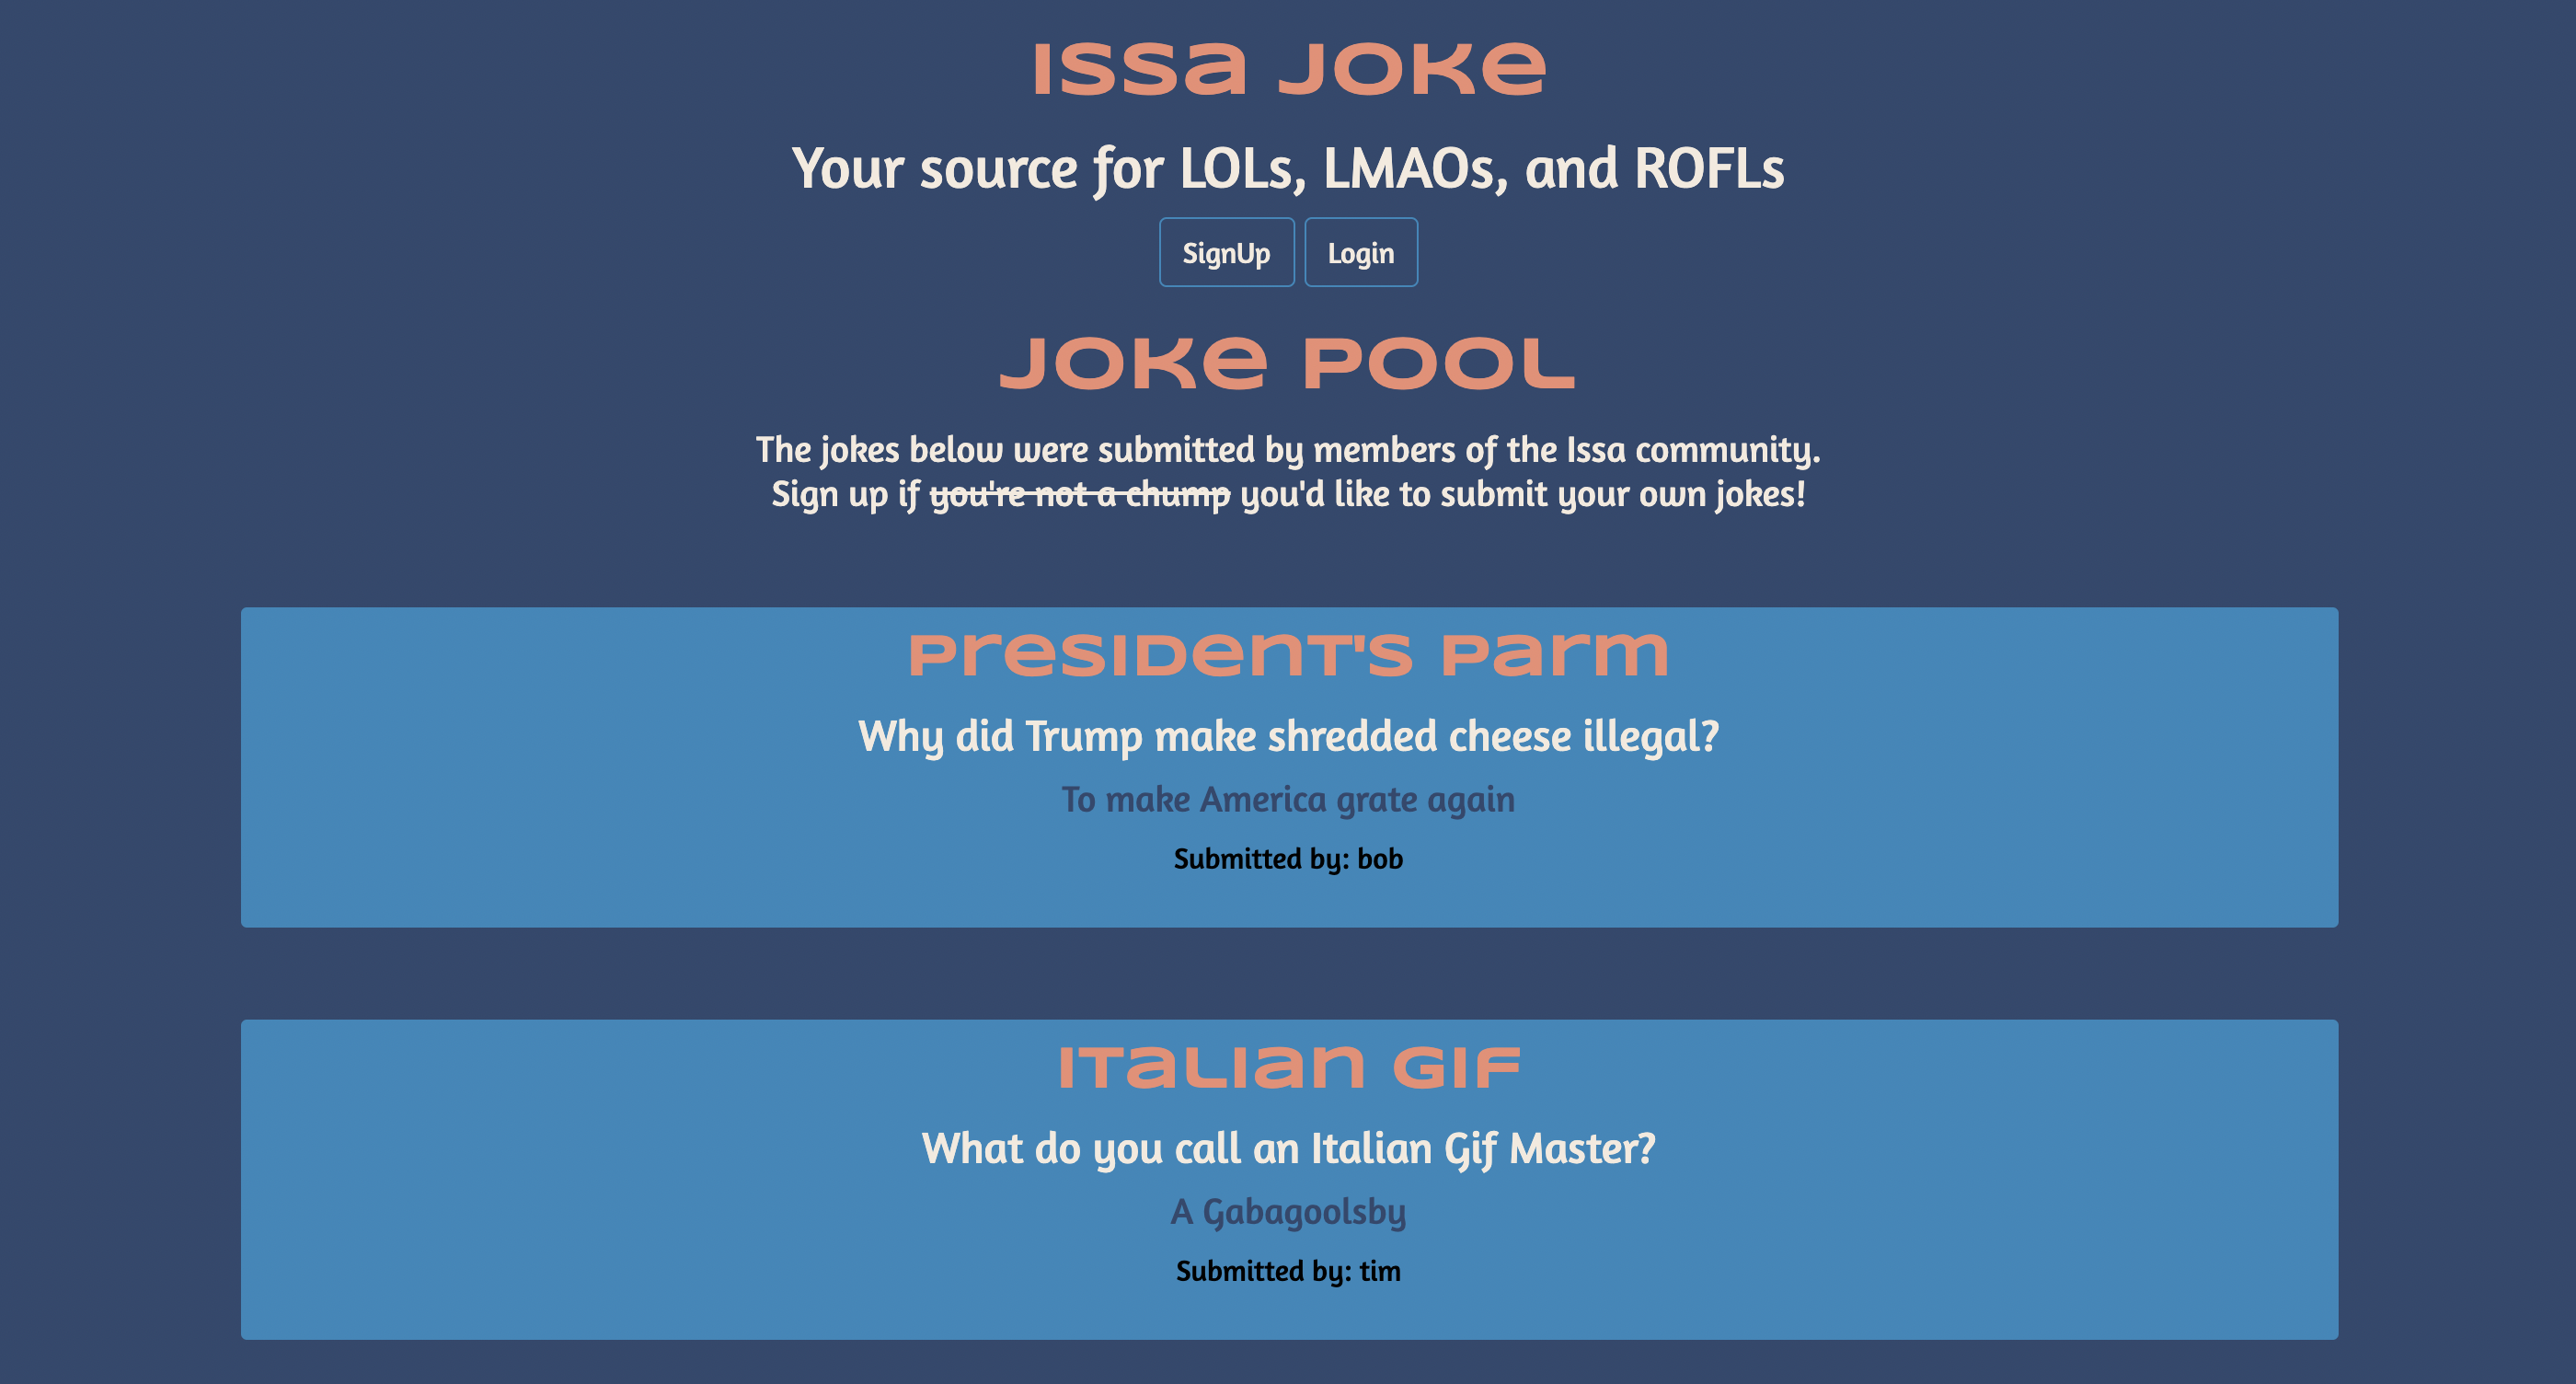 Issa Joke
Your source for LOLs, LMAOs, and ROFLs
SignUp Login
Joke Pool
The jokes below were submitted by members of the Issa community.
Sign up if you're not a chump you'd like to submit your own jokes!
President's Parm
Why did Trump make shredded cheese illegal?
To make America grate again
Submitted by: bob
Italian Gif
What do you call an Italian Gif Master?
A Gabagoolsby
Submitted by: tim